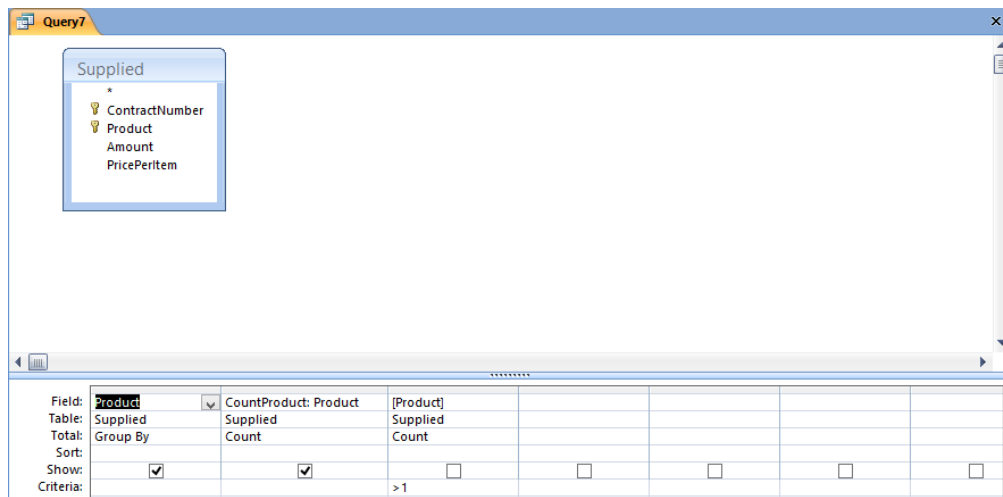 Query7
Supplied
*
ContractNumber
Product
Amount
PricePerItem
Field: Product CountProduct: Product [Product]
Table: Supplied Supplied Supplied
Total: Group By Count Count
Sort:
Show:
Criteria: >1